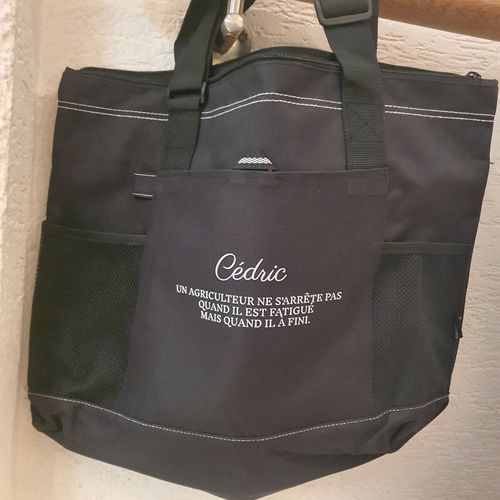 Cédric
UN AGRICULTEUR NE S'ARRÊTE PAS
QUAND IL EST FATIGUÉ
MAIS QUAND IL A FINI.